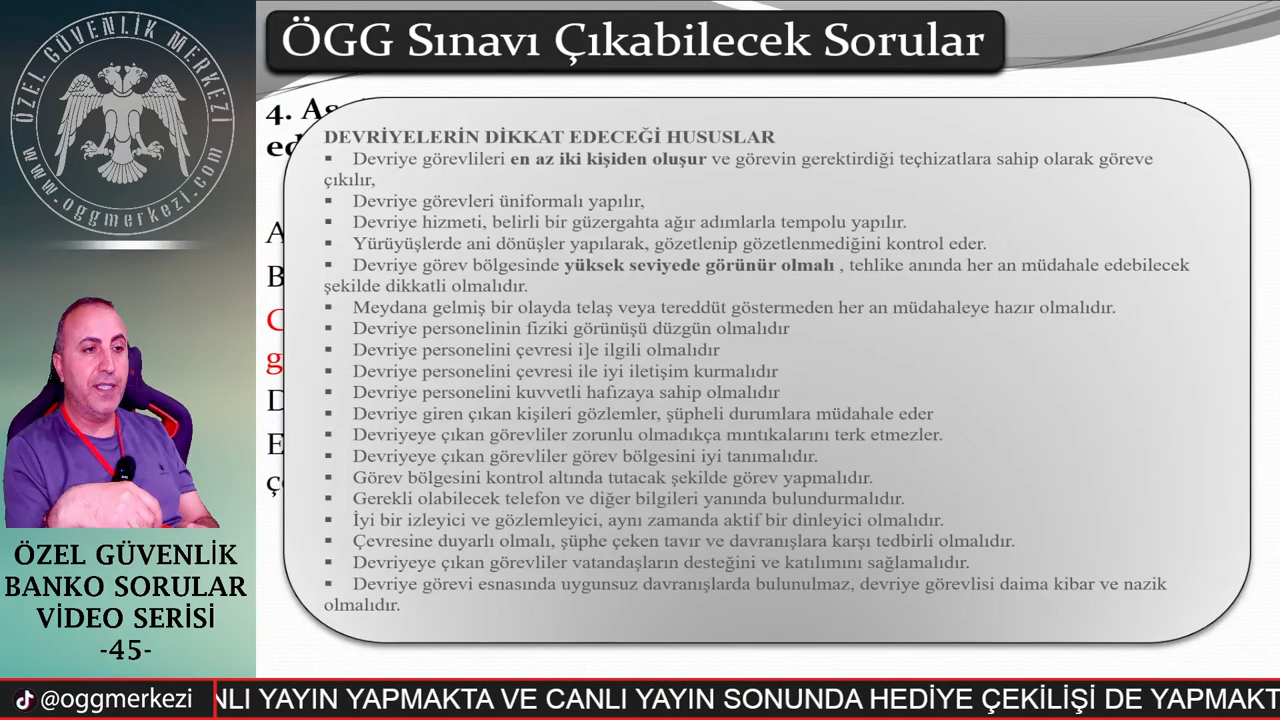 ÖZEL GÜVENLİK MERKEZİ
www.oggmerkezi.com
ÖGG Sınavı Çıkabilecek Sorular
4.
DEVRİYELERİN DİKKAT EDECEĞİ HUSUSLAR
▪ Devriye görevlileri en az iki kişiden oluşur ve görevin gerektirdiği teçhizatlara sahip olarak göreve
çıkılır,
▪ Devriye görevleri üniformalı yapılır,
▪ Devriye hizmeti, belirli bir güzergahta ağır adımlarla tempolu yapılır.
▪ Yürüyüşlerde ani dönüşler yapılarak, gözetlenip gözetlenmediğini kontrol eder.
▪ Devriye görev bölgesinde yüksek seviyede görünür olmalı , tehlike anında her an müdahale edebilecek
şekilde dikkatli olmalıdır.
▪ Meydana gelmiş bir olayda telaş veya tereddüt göstermeden her an müdahaleye hazır olmalıdır.
▪ Devriye personelinin fiziki görünüşü düzgün olmalıdır
▪ Devriye personelini çevresi i]e ilgili olmalıdır
▪ Devriye personelini çevresi ile iyi iletişim kurmalıdır
▪ Devriye personelini kuvvetli hafızaya sahip olmalıdır
▪ Devriye giren çıkan kişileri gözlemler, şüpheli durumlara müdahale eder
▪ Devriyeye çıkan görevliler zorunlu olmadıkça mıntıkalarını terk etmezler.
▪ Devriyeye çıkan görevliler görev bölgesini iyi tanımalıdır.
▪ Görev bölgesini kontrol altında tutacak şekilde görev yapmalıdır.
▪ Gerekli olabilecek telefon ve diğer bilgileri yanında bulundurmalıdır.
▪ İyi bir izleyici ve gözlemleyici, aynı zamanda aktif bir dinleyici olmalıdır.
▪ Çevresine duyarlı olmalı, şüphe çeken tavır ve davranışlara karşı tedbirli olmalıdır.
▪ Devriyeye çıkan görevliler vatandaşların desteğini ve katılımını sağlamalıdır.
▪ Devriye görevi esnasında uygunsuz davranışlarda bulunulmaz, devriye görevlisi daima kibar ve nazik
olmalıdır.
ÖZEL GÜVENLİK
BANKO SORULAR
VİDEO SERİSİ
-45-
@oggmerkezi
NLI YAYIN YAPMAKTA VE CANLI YAYIN SONUNDA HEDİYE ÇEKİLİŞİ DE YAPMAKT